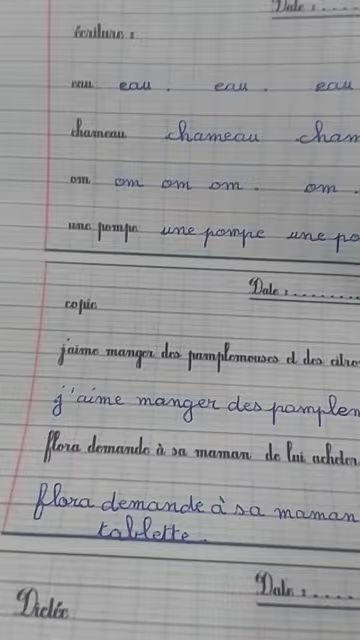 Date : ......
écriture :
eau eau . eau . eau
chameau chameau cham
om om om om . om .
une pompe une pompe une po
Date : ........
copie
j'aime manger des pamplemousses et des citro
j'aime manger des pamplem
flora demande à sa maman de lui acheter
flora demande à sa maman
tablette.
Date : ......
Dictée